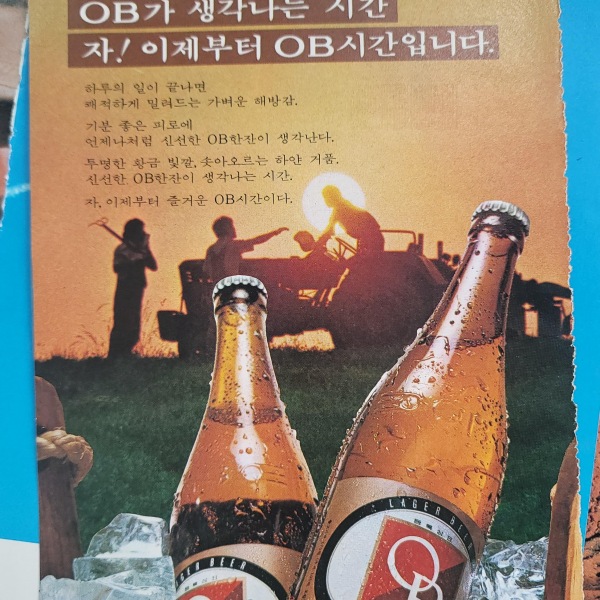 OB가 생각나는 시간
자! 이제부터 OB시간입니다.
하루의 일이 끝나면
쾌적하게 밀려드는 가벼운 해방감.
기분 좋은 피로에
언제나처럼 신선한 OB한잔이 생각난다.
투명한 황금 빛깔, 솟아오르는 하얀 거품.
신선한 OB한잔이 생각나는 시간.
자, 이제부터 즐거운 OB시간이다.
LAGER BEER
OB
BEER